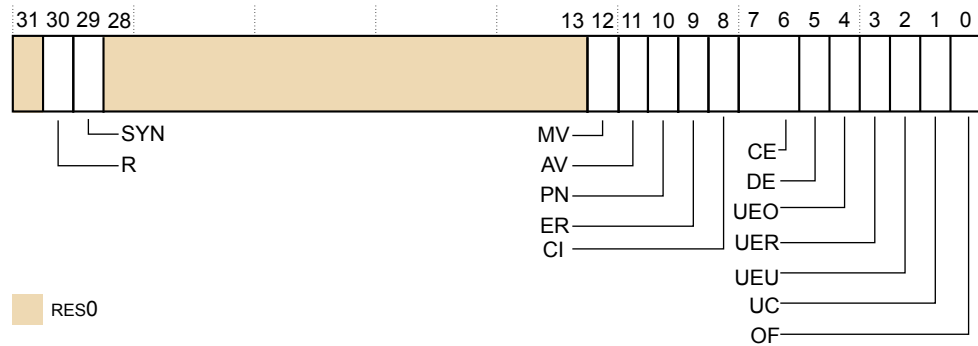 31 30 29 28 13 12 11 10 9 8 7 6 5 4 3 2 1 0
SYN MV
R AV
CE
PN DE
UEO
ER UER
CI
UEU
RES0 UC
OF